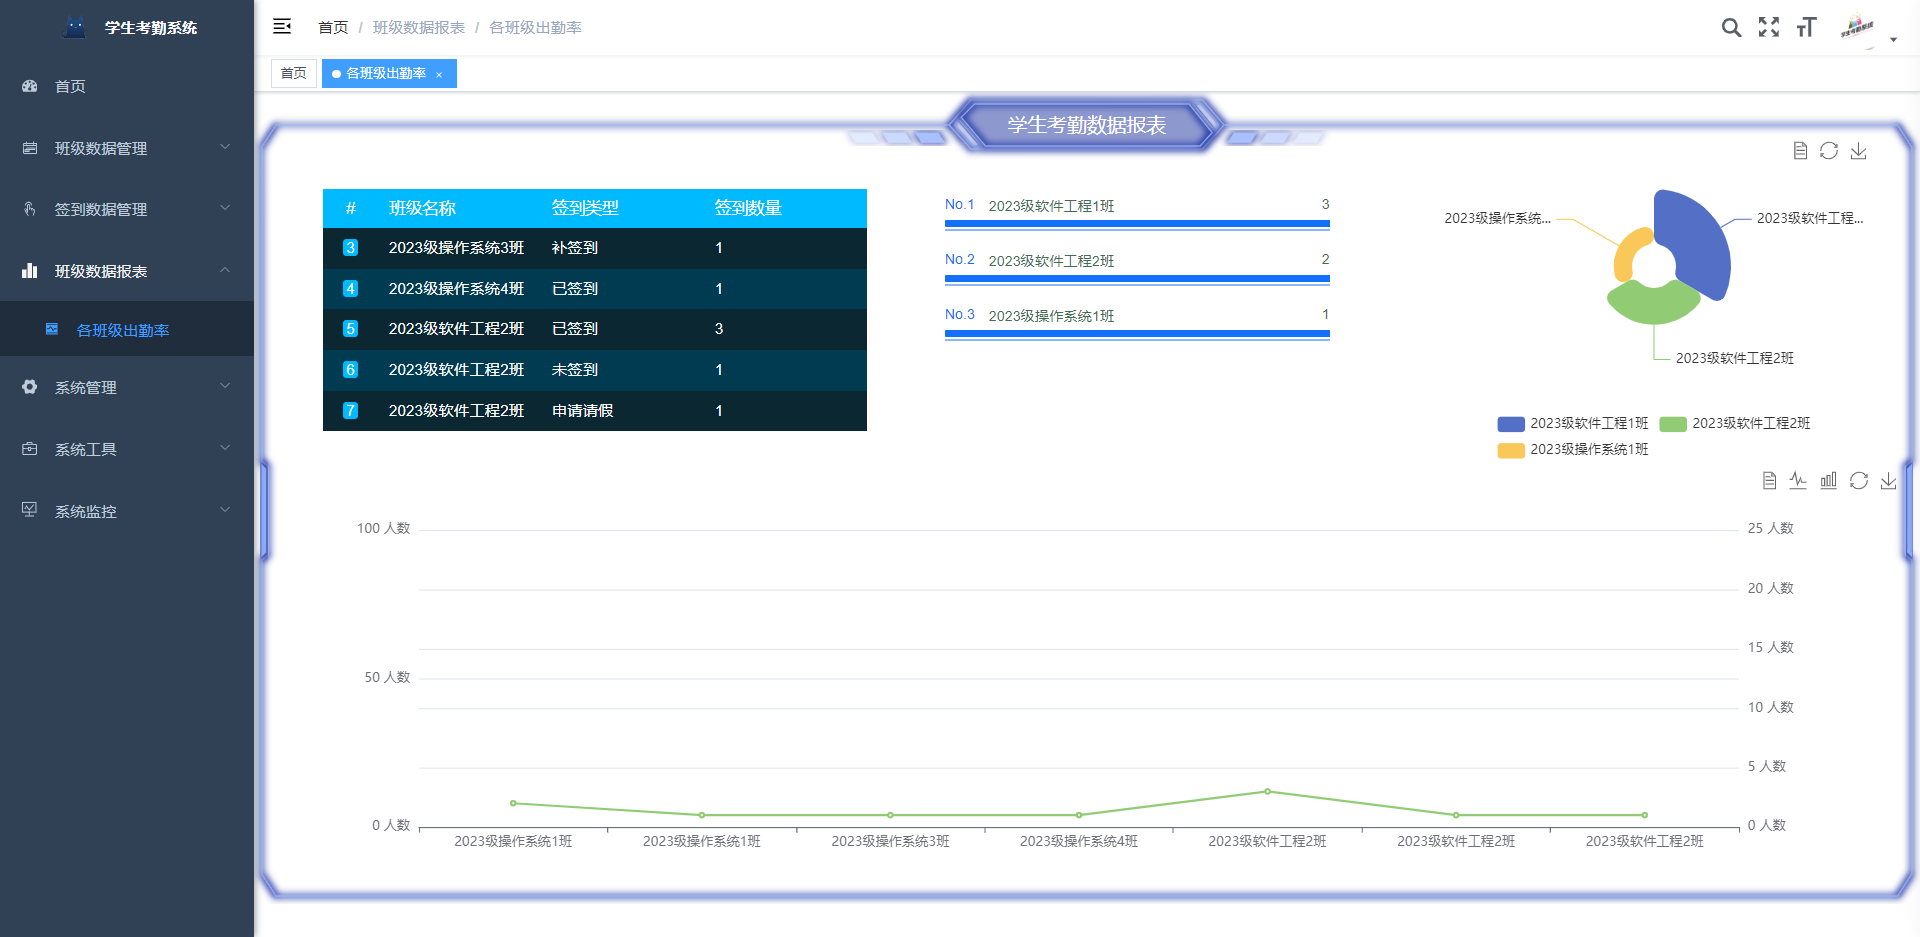 学生考勤系统
首页
班级数据管理
签到数据管理
班级数据报表
各班级出勤率
系统管理
系统工具
系统监控
首页 / 班级数据报表 / 各班级出勤率
首页
各班级出勤率 ×
学生考勤数据报表
# 班级名称 签到类型 签到数量
3 2023级操作系统3班 补签到 1
4 2023级操作系统4班 已签到 1
5 2023级软件工程2班 已签到 3
6 2023级软件工程2班 未签到 1
7 2023级软件工程2班 申请请假 1
No.1 2023级软件工程1班 3
No.2 2023级软件工程2班 2
No.3 2023级操作系统1班 1
2023级操作系统...
2023级软件工程...
2023级软件工程2班
2023级软件工程1班 2023级软件工程2班
2023级操作系统1班
100 人数
50 人数
0 人数
25 人数
20 人数
15 人数
10 人数
5 人数
0 人数
2023级操作系统1班 2023级操作系统1班 2023级操作系统3班 2023级操作系统4班 2023级软件工程2班 2023级软件工程2班 2023级软件工程2班